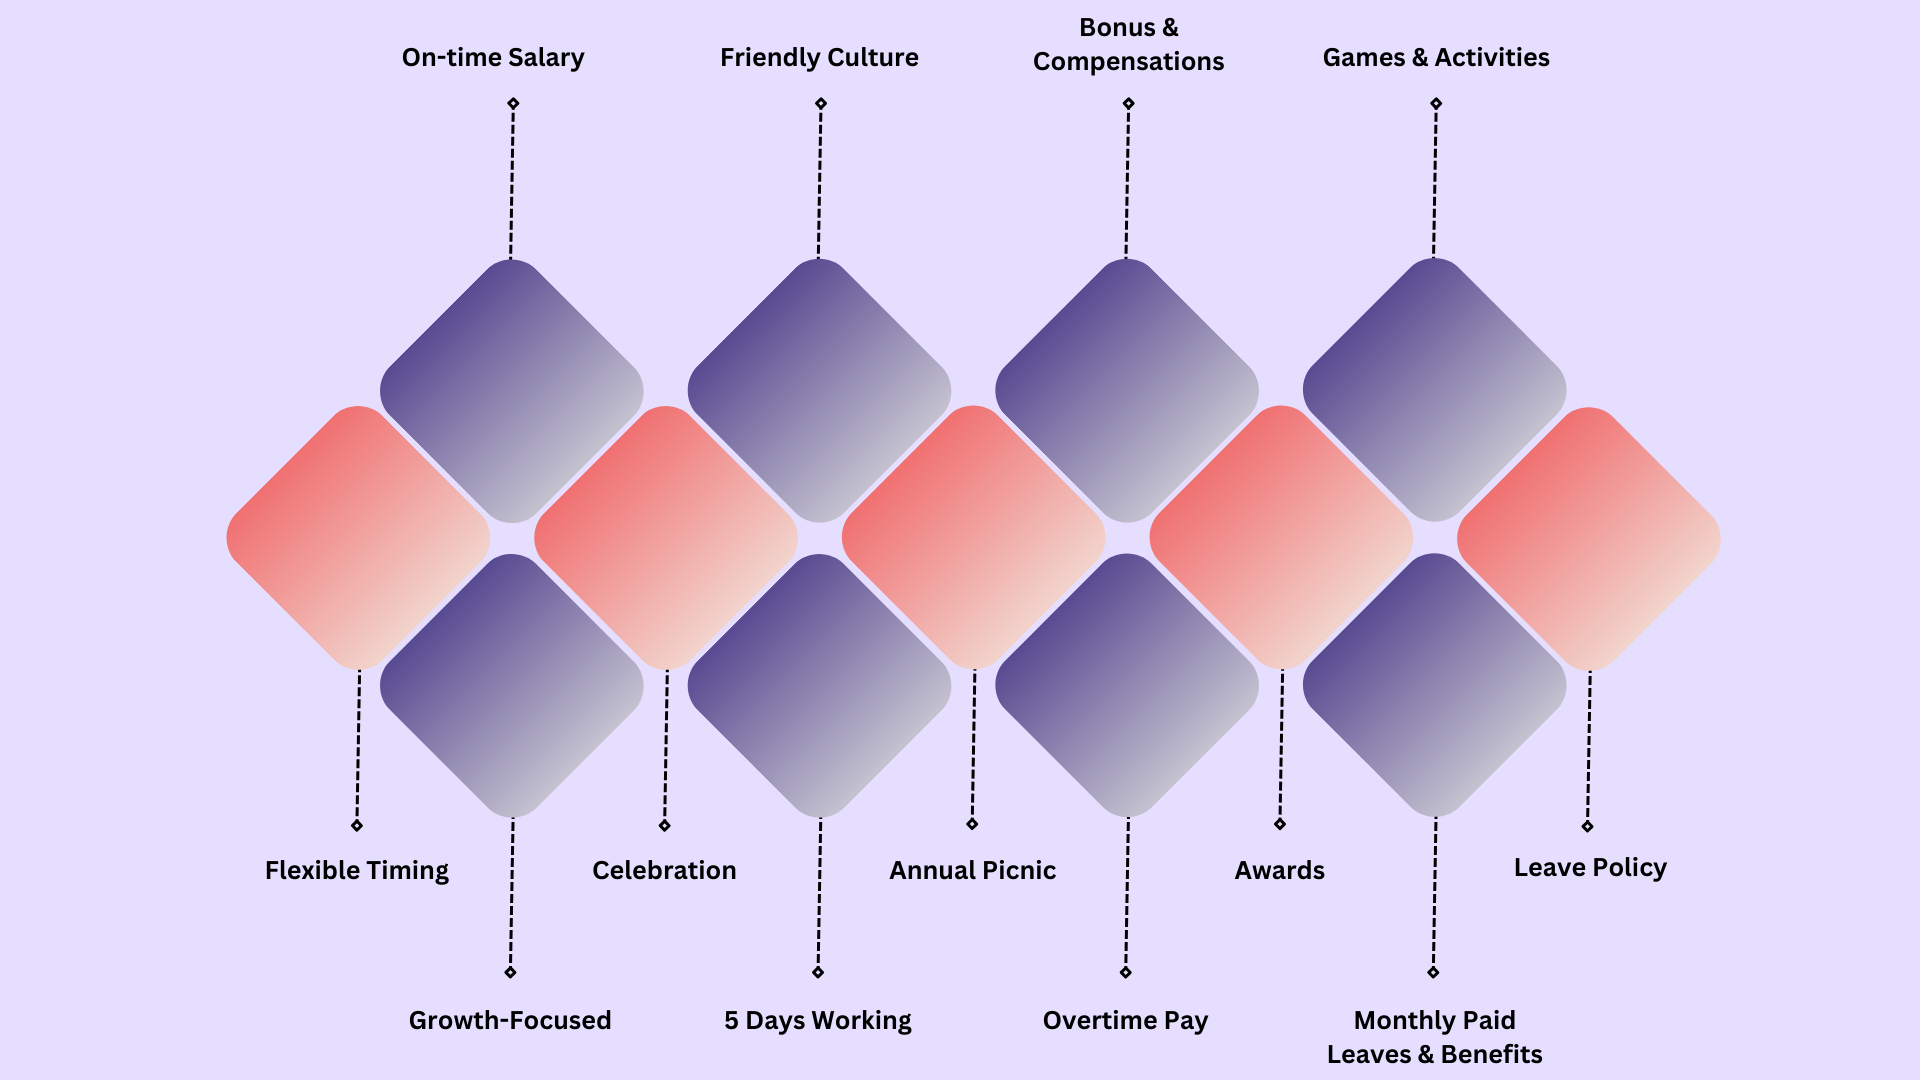 On-time Salary
Friendly Culture
Bonus &
Compensations
Games & Activities
Flexible Timing
Celebration
Annual Picnic
Awards
Leave Policy
Growth-Focused
5 Days Working
Overtime Pay
Monthly Paid
Leaves & Benefits